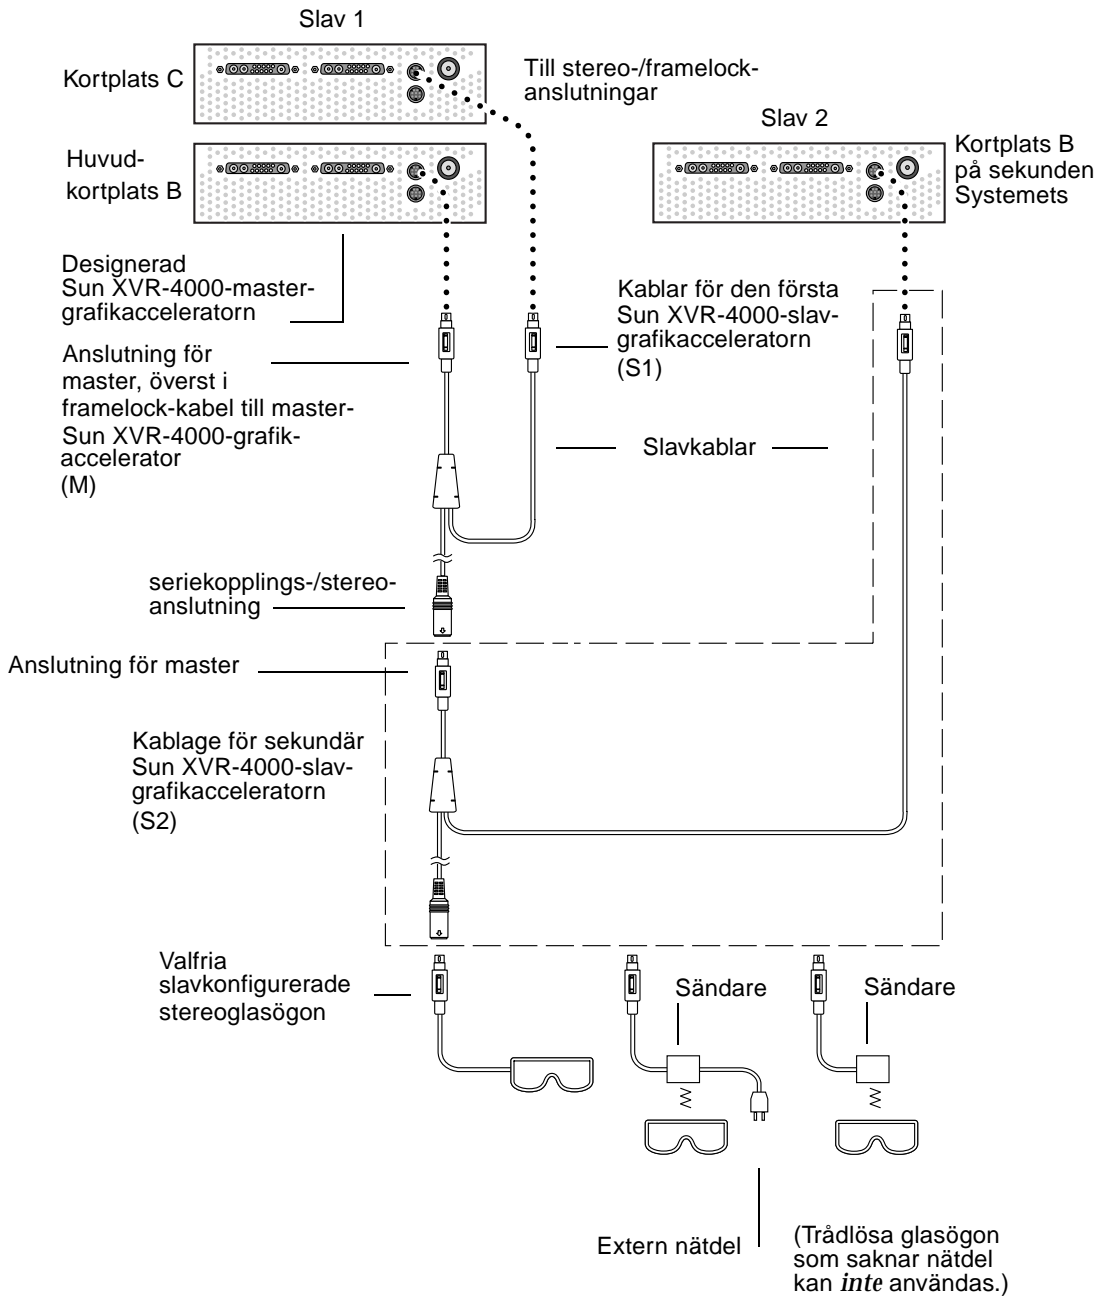 Slav 1
Kortplats C
Till stereo-/framelock-
anslutningar
Slav 2
Huvud-
kortplats B
Kortplats B
på sekunden
Systemets
Designerad
Sun XVR-4000-master-
grafikacceleratorn
Kablar för den första
Sun XVR-4000-slav-
grafikacceleratorn
(S1)
Anslutning för
master, överst i
framelock-kabel till master-
Sun XVR-4000-grafik-
accelerator
(M)
Slavkablar
seriekopplings-/stereo-
anslutning
Anslutning för master
Kablage för sekundär
Sun XVR-4000-slav-
grafikacceleratorn
(S2)
Valfria
slavkonfigurerade
stereoglasögon
Sändare
Sändare
Extern nätdel
(Trådlösa glasögon
som saknar nätdel
kan inte användas.)